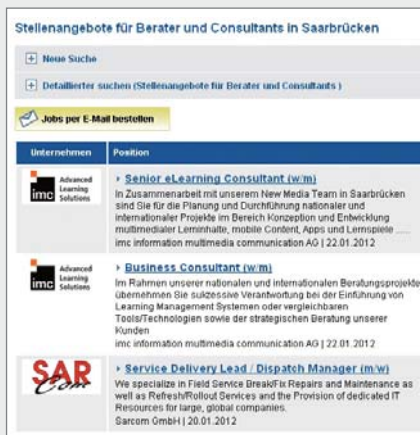 Stellenangebote für Berater und Consultants in Saarbrücken
Neue Suche
Detaillierter suchen (Stellenangebote für Berater und Consultants )
Jobs per E-Mail bestellen
Unternehmen Position
imc Advanced Learning Solutions
Senior eLearning Consultant (w/m)
In Zusammenarbeit mit unserem New Media Team in Saarbrücken
sind Sie für die Planung und Durchführung nationaler und
internationaler Projekte im Bereich Konzeption und Entwicklung
multimedialer Lerninhalte, mobile Content, Apps und Lernspiele ......
imc information multimedia communication AG | 22.01.2012
imc Advanced Learning Solutions
Business Consultant (w/m)
Im Rahmen unserer nationalen und internationalen Beratungsprojekte
übernehmen Sie sukzessive Verantwortung bei der Einführung von
Learning Management Systemen oder vergleichbaren
Tools/Technologien sowie der strategischen Beratung unserer
Kunden
imc information multimedia communication AG | 22.01.2012
SAR Com
Service Delivery Lead / Dispatch Manager (m/w)
We specialize in Field Service Break/Fix Repairs and Maintenance as
well as Refresh/Rollout Services and the Provision of dedicated IT
Resources for large, global companies.
Sarcom GmbH | 20.01.2012